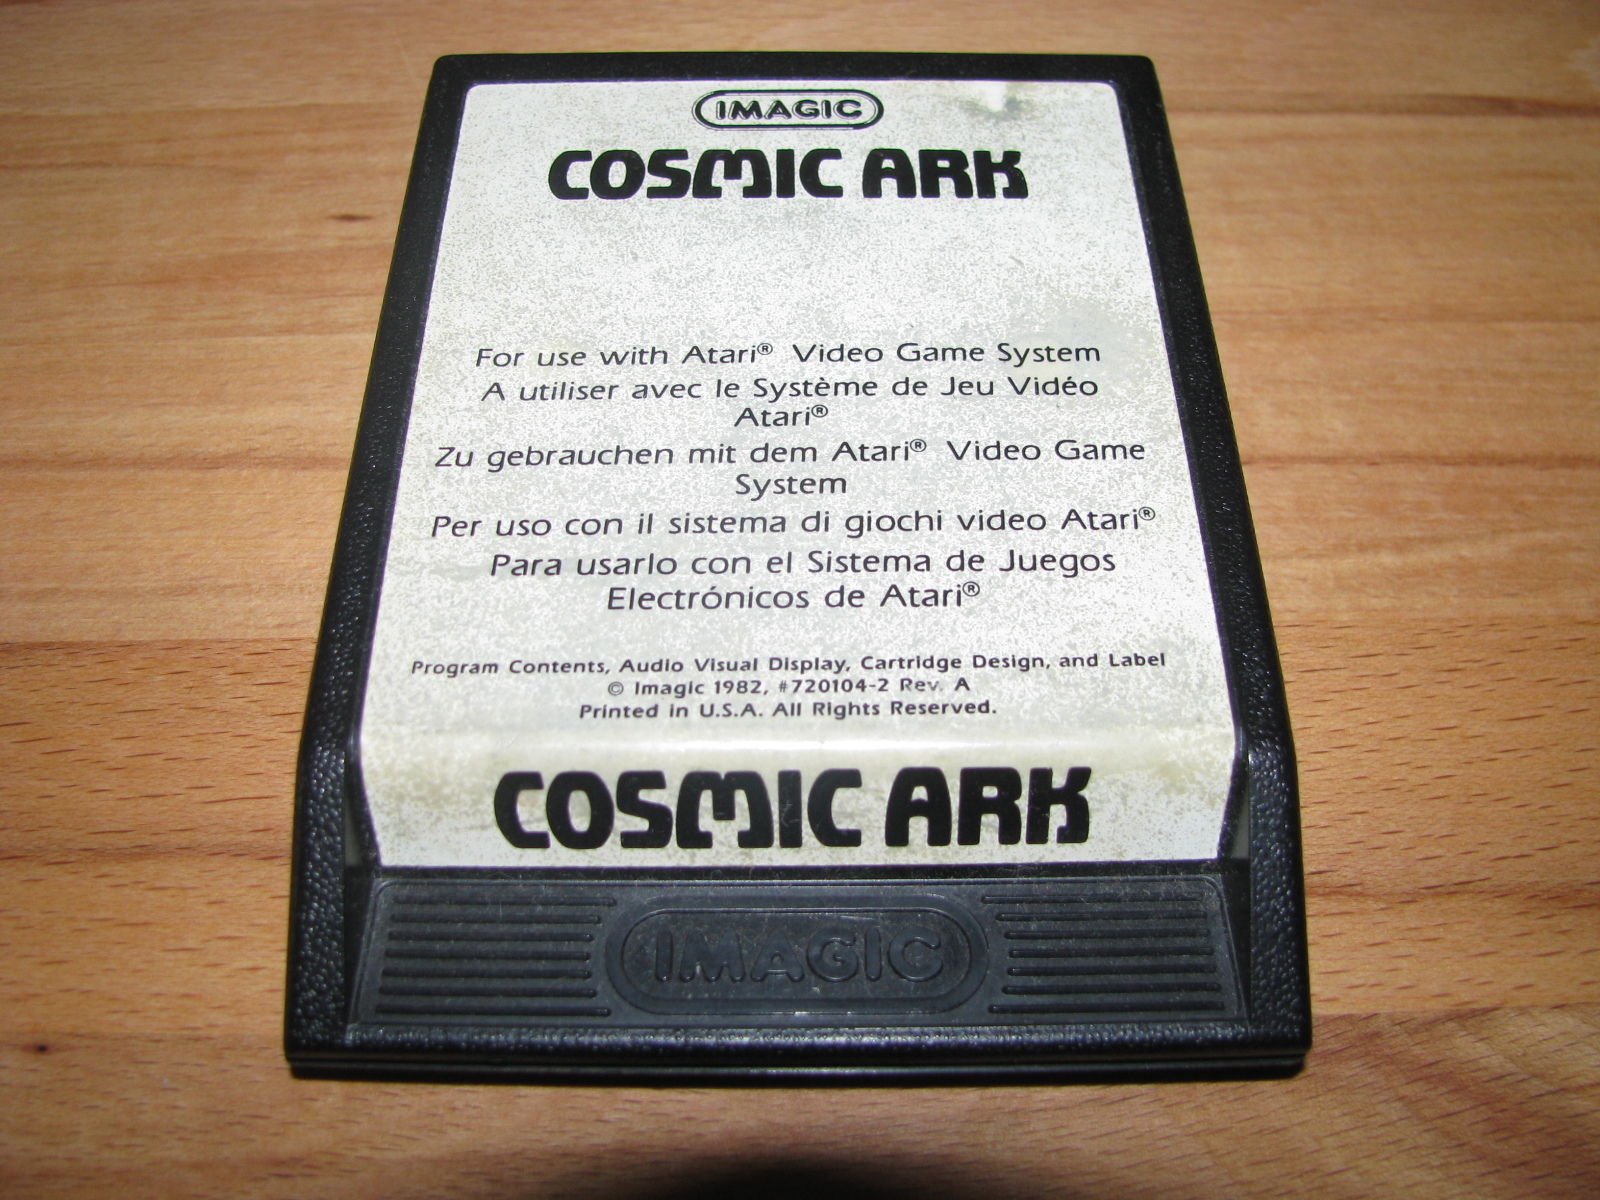 IMAGIC
COSMIC ARK
For use with Atari® Video Game System
A utiliser avec le Système de Jeu Vidéo
Atari®
Zu gebrauchen mit dem Atari® Video Game
System
Per uso con il sistema di giochi video Atari®
Para usarlo con el Sistema de Juegos
Electrónicos de Atari®
Program Contents, Audio Visual Display, Cartridge Design, and Label
© Imagic 1982, #720104-2 Rev. A
Printed in U.S.A. All Rights Reserved.
COSMIC ARK
IMAGIC